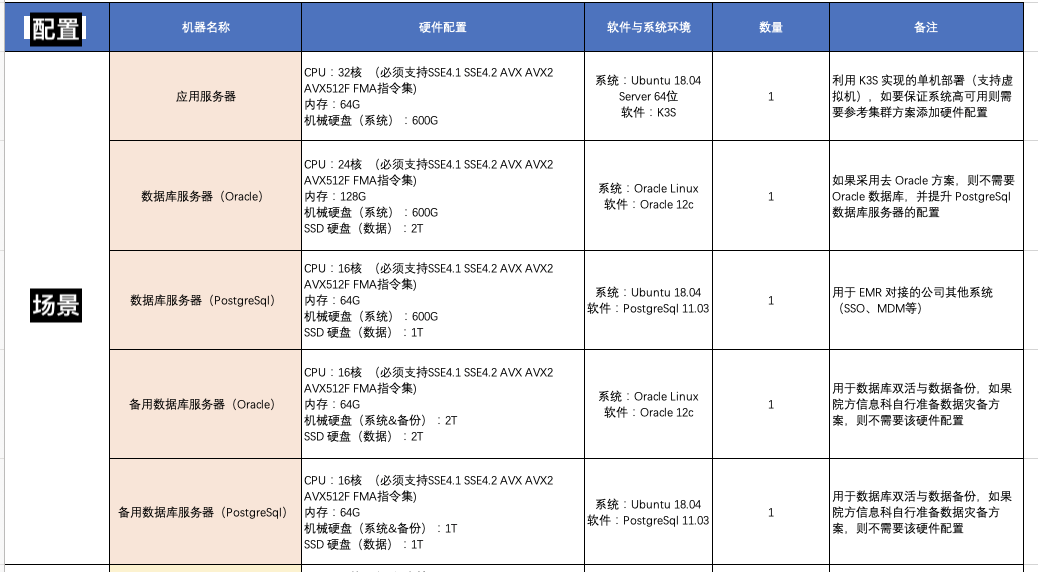 配置
机器名称
硬件配置
软件与系统环境
数量
备注
场景
应用服务器
CPU：32核 （必须支持SSE4.1 SSE4.2 AVX AVX2
AVX512F FMA指令集)
内存：64G
机械硬盘（系统）：600G
系统：Ubuntu 18.04
Server 64位
软件：K3S
1
利用 K3S 实现的单机部署（支持虚
拟机），如要保证系统高可用则需
要参考集群方案添加硬件配置
数据库服务器（Oracle）
CPU：24核 （必须支持SSE4.1 SSE4.2 AVX AVX2
AVX512F FMA指令集)
内存：128G
机械硬盘（系统）：600G
SSD 硬盘（数据）：2T
系统：Oracle Linux
软件：Oracle 12c
1
如果采用去 Oracle 方案，则不需要
Oracle 数据库，并提升 PostgreSql
数据库服务器的配置
数据库服务器（PostgreSql）
CPU：16核 （必须支持SSE4.1 SSE4.2 AVX AVX2
AVX512F FMA指令集)
内存：64G
机械硬盘（系统）：600G
SSD 硬盘（数据）：1T
系统：Ubuntu 18.04
软件：PostgreSql 11.03
1
用于 EMR 对接的公司其他系统
（SSO、MDM等）
备用数据库服务器（Oracle）
CPU：16核 （必须支持SSE4.1 SSE4.2 AVX AVX2
AVX512F FMA指令集)
内存：64G
机械硬盘（系统&备份）：2T
SSD 硬盘（数据）：2T
系统：Oracle Linux
软件：Oracle 12c
1
用于数据库双活与数据备份，如果
院方信息科自行准备数据灾备方
案，则不需要该硬件配置
备用数据库服务器（PostgreSql）
CPU：16核 （必须支持SSE4.1 SSE4.2 AVX AVX2
AVX512F FMA指令集)
内存：64G
机械硬盘（系统&备份）：1T
SSD 硬盘（数据）：1T
系统：Ubuntu 18.04
软件：PostgreSql 11.03
1
用于数据库双活与数据备份，如果
院方信息科自行准备数据灾备方
案，则不需要该硬件配置